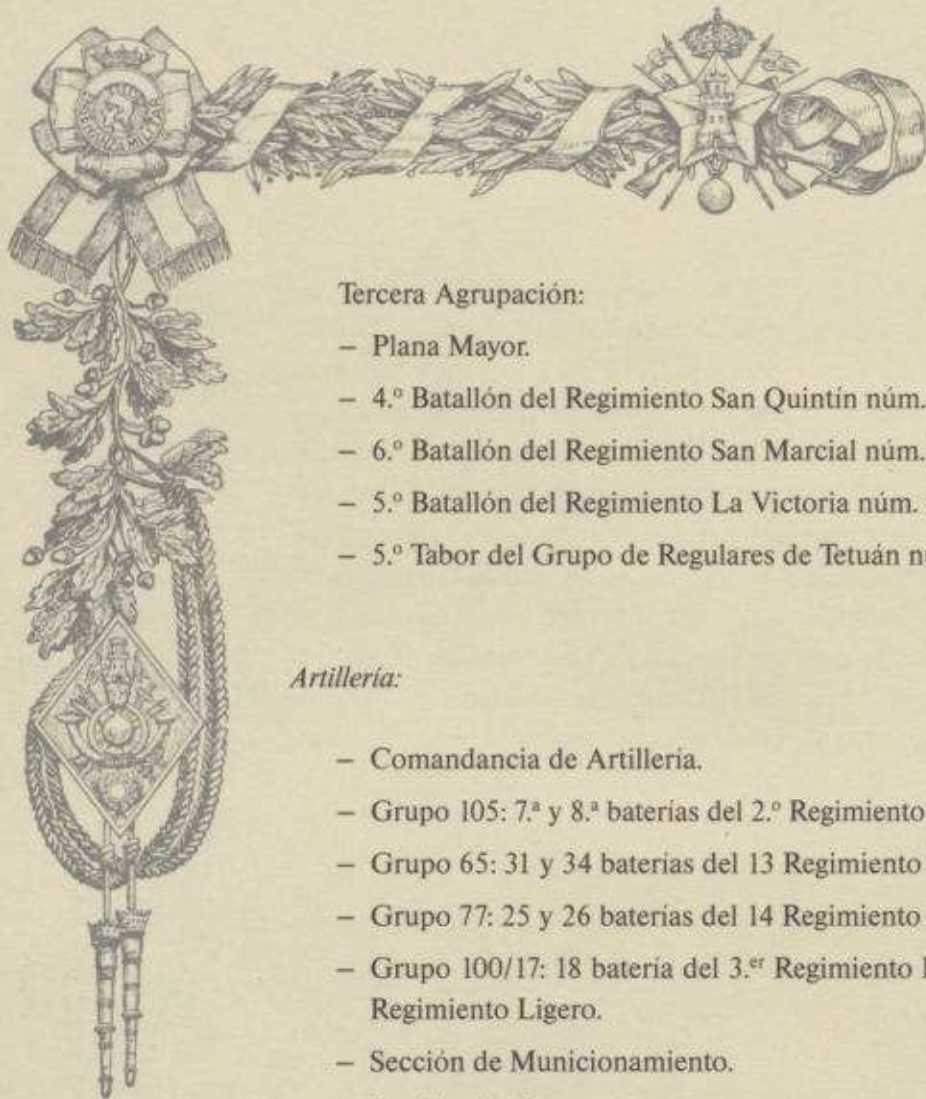 Tercera Agrupación:
– Plana Mayor.
– 4.º Batallón del Regimiento San Quintín núm.
– 6.º Batallón del Regimiento San Marcial núm.
– 5.º Batallón del Regimiento La Victoria núm.
– 5.º Tabor del Grupo de Regulares de Tetuán
Artillería:
– Comandancia de Artillería.
– Grupo 105: 7.ª y 8.ª baterías del 2.º Regimiento
– Grupo 65: 31 y 34 baterías del 13 Regimiento
– Grupo 77: 25 y 26 baterías del 14 Regimiento
– Grupo 100/17: 18 batería del 3.er Regimiento
Regimiento Ligero.
– Sección de Municionamiento.